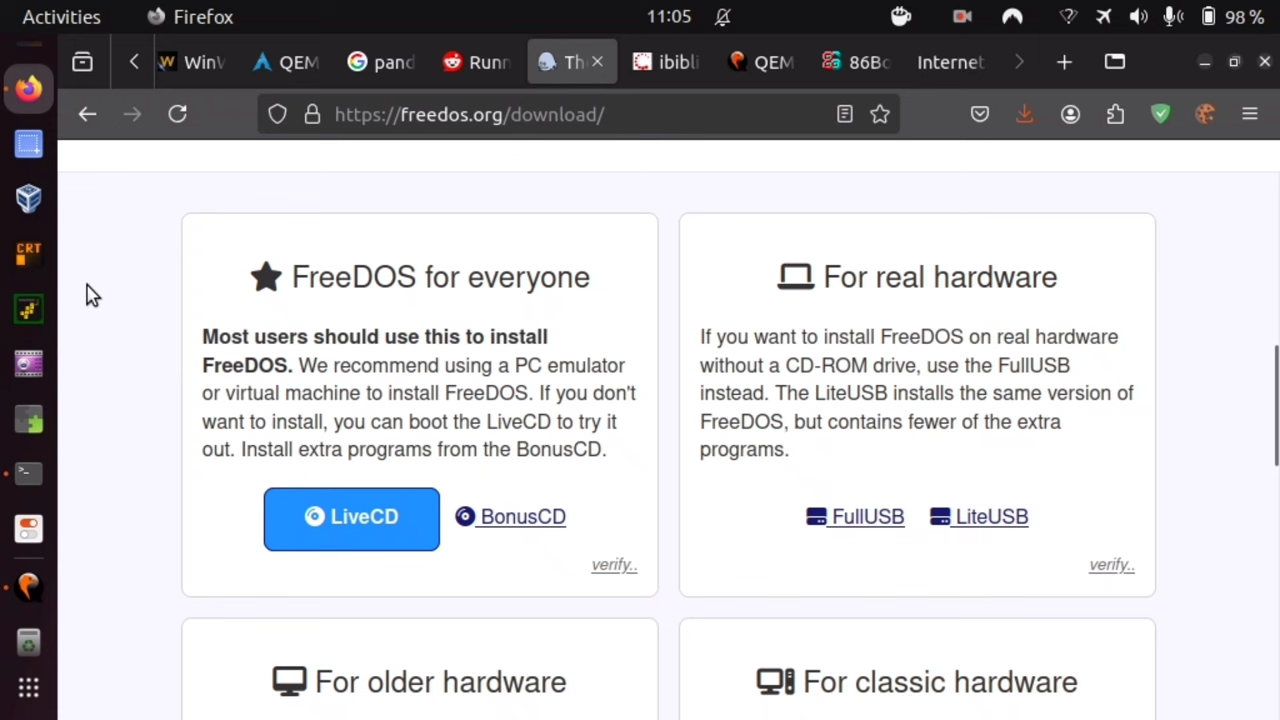 Activities Firefox 11:05 98 %
WinV QEM pand Runn Th ibibli QEM 86Bo Internet
https://freedos.org/download/
CRT
FreeDOS for everyone
Most users should use this to install
FreeDOS. We recommend using a PC emulator
or virtual machine to install FreeDOS. If you don't
want to install, you can boot the LiveCD to try it
out. Install extra programs from the BonusCD.
LiveCD BonusCD
verify..
For real hardware
If you want to install FreeDOS on real hardware
without a CD-ROM drive, use the FullUSB
instead. The LiteUSB installs the same version of
FreeDOS, but contains fewer of the extra
programs.
FullUSB LiteUSB
verify..
For older hardware
For classic hardware